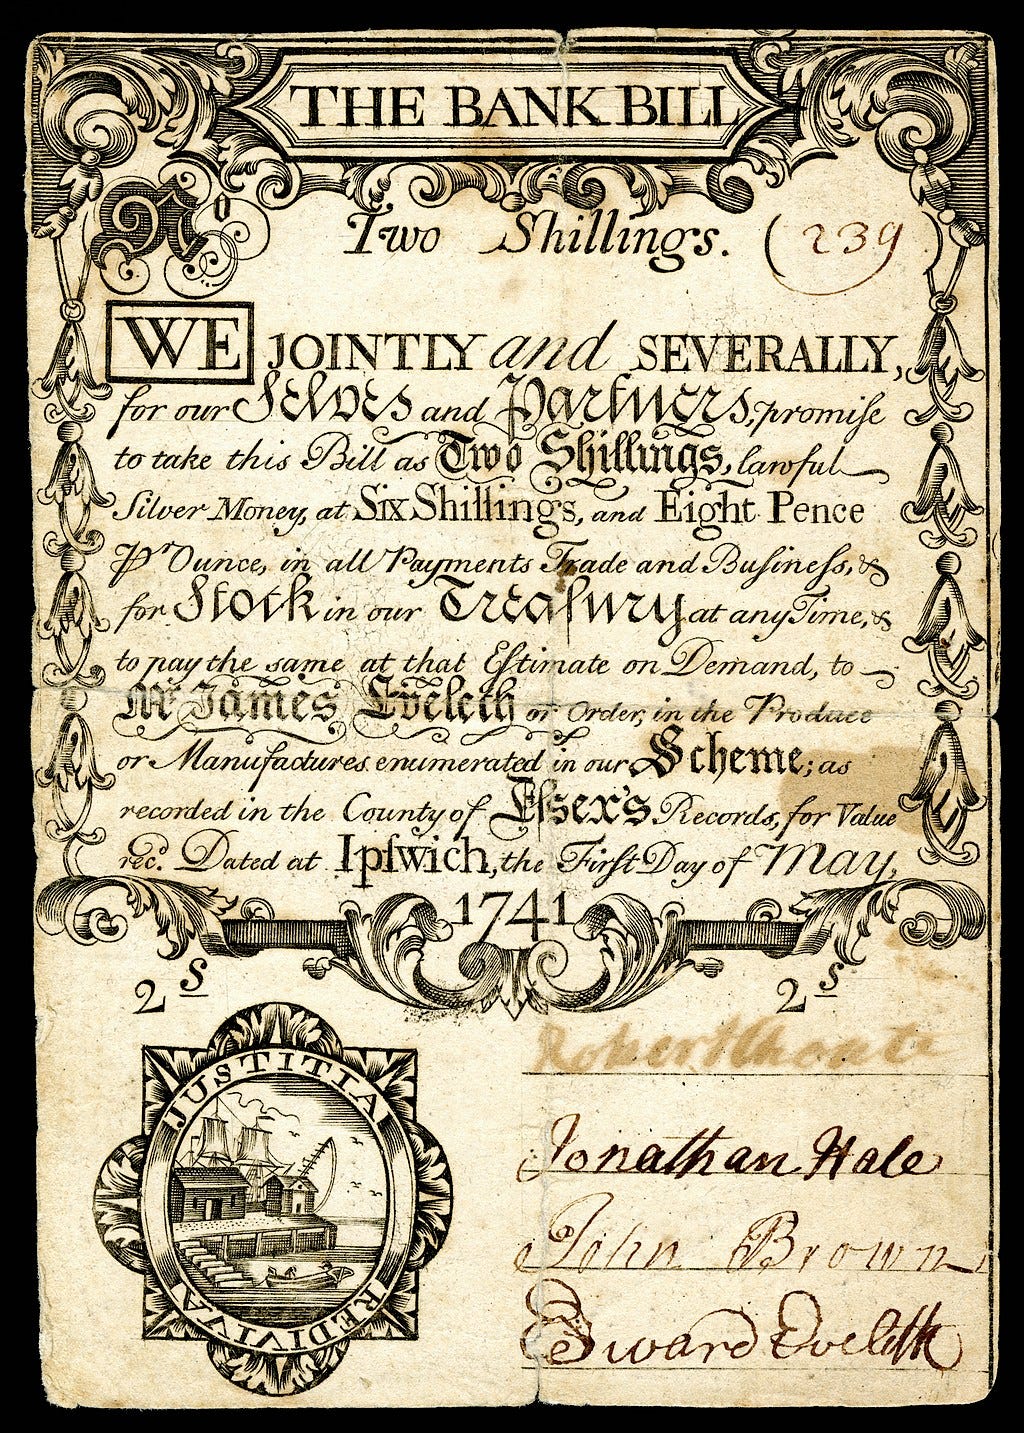 THE BANK BILL
No Two Shillings. (239)
WE JOINTLY and SEVERALLY,
for our Selves and Partners, promise
to take this Bill as Two Shillings, lawful
Silver Money, at Six Shillings, and Eight Pence
Pr Ounce, in all Payments Trade and Business, &
for Stock in our Treasury at any Time, &
to pay the same at that Estimate on Demand, to
Mr James Eveleth or Order, in the Produce
or Manufactures enumerated in our Scheme; as
recorded in the County of Essex's Records, for Value
recd. Dated at Ipswich, the First Day of May,
1741
2s 2s
JUSTITIA REDIVIVA
Robert Choate
Jonathan Hale
John Brown
Edward Eveleth